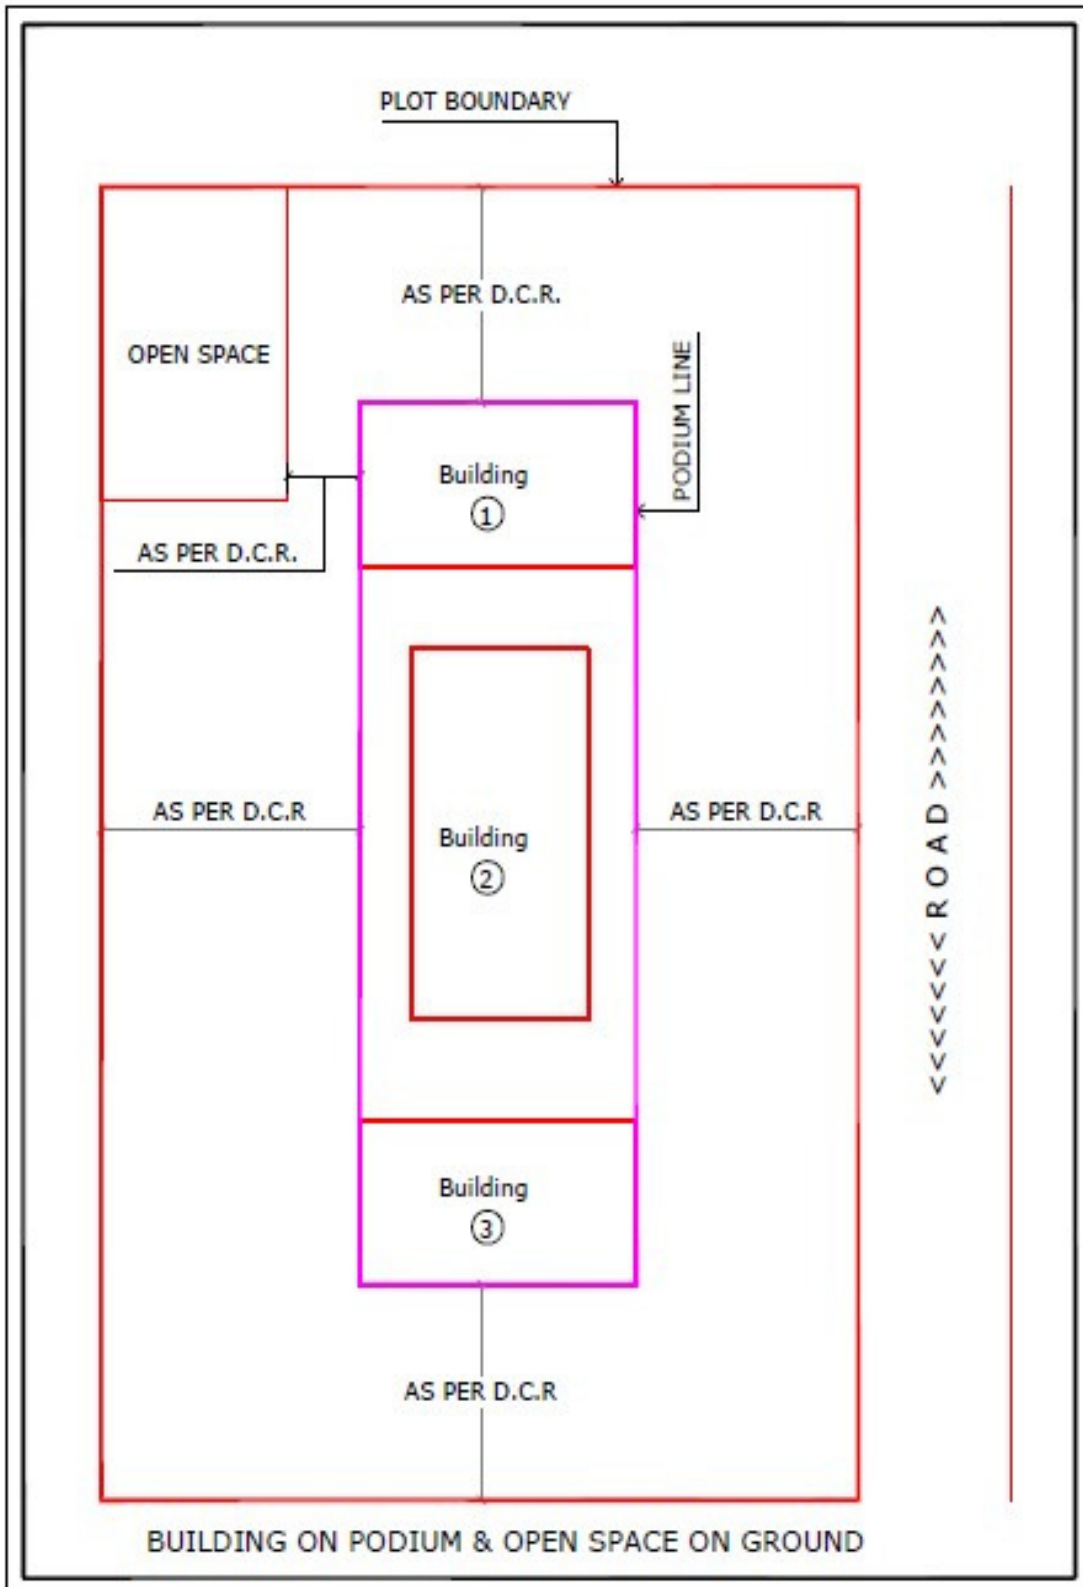 PLOT BOUNDARY
AS PER D.C.R.
OPEN SPACE
PODIUM LINE
Building
1
AS PER D.C.R.
AS PER D.C.R
Building
2
AS PER D.C.R
<<<<<<<ROAD>>>>>>>>
Building
3
AS PER D.C.R
BUILDING ON PODIUM & OPEN SPACE ON GROUND